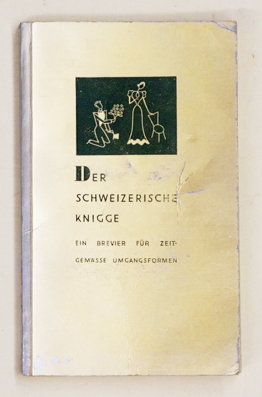 DER
SCHWEIZERISCHE
KNIGGE
EIN BREVIER FÜR ZEIT-
GEMÄSSE UMGANGSFORMEN